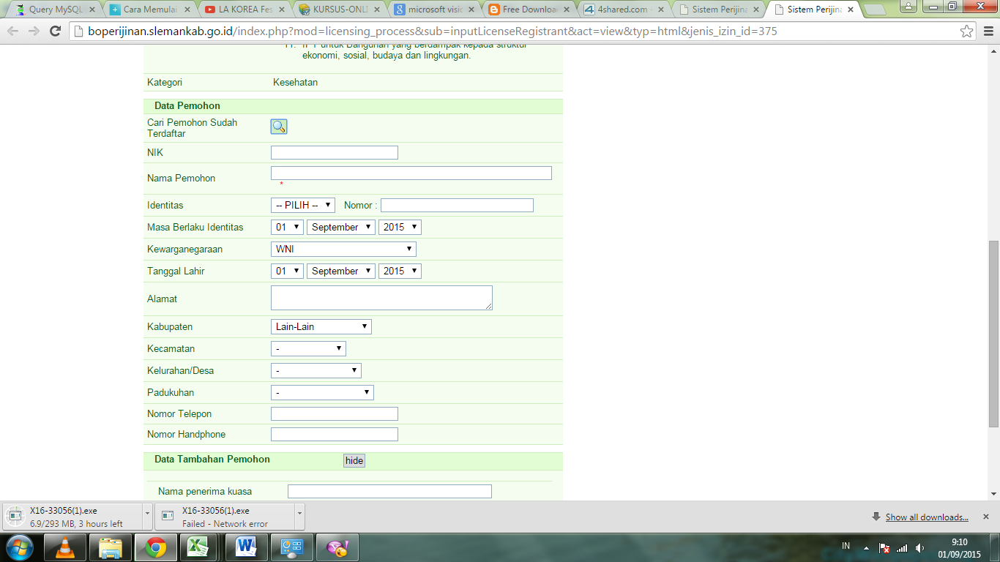 Query MySQL
Cara Memulai
LA KOREA Fes
KURSUS-ONLI
microsoft visi
Free Downloa
4shared.com -
Sistem Perijina
Sistem Perijina
boperijinan.slemankab.go.id/index.php?mod=licensing_process&sub=inputLicenseRegistrant&act=view&typ=html&jenis_izin_id=375
untuk Bangunan yang berdampak kepada struktur
ekonomi, sosial, budaya dan lingkungan.
Kategori Kesehatan
Data Pemohon
Cari Pemohon Sudah
Terdaftar
NIK
Nama Pemohon
*
Identitas -- PILIH -- Nomor :
Masa Berlaku Identitas 01 September 2015
Kewarganegaraan WNI
Tanggal Lahir 01 September 2015
Alamat
Kabupaten Lain-Lain
Kecamatan -
Kelurahan/Desa -
Padukuhan -
Nomor Telepon
Nomor Handphone
Data Tambahan Pemohon hide
Nama penerima kuasa
X16-33056(1).exe
6.9/293 MB, 3 hours left
X16-33056(1).exe
Failed - Network error
Show all downloads...
IN
9:10
01/09/2015